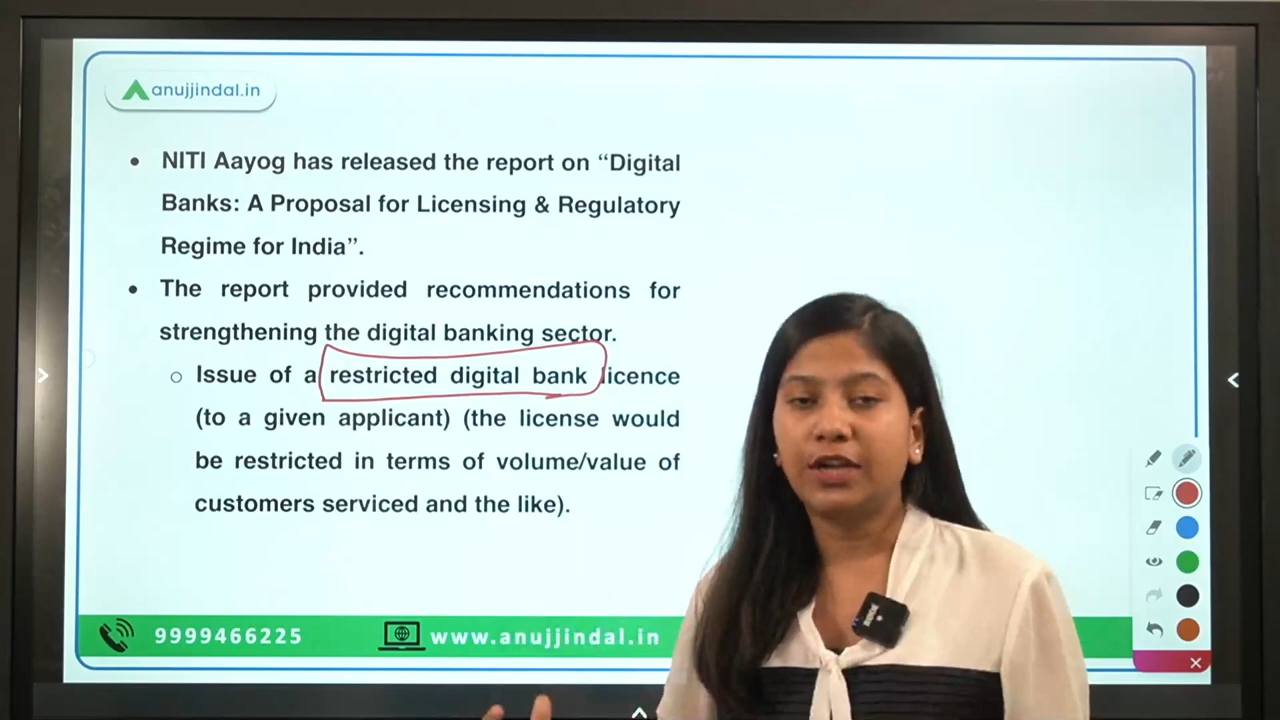 anujjindal.in
• NITI Aayog has released the report on “Digital
Banks: A Proposal for Licensing & Regulatory
Regime for India”.
• The report provided recommendations for
strengthening the digital banking sector.
○ Issue of a restricted digital bank licence
(to a given applicant) (the license would
be restricted in terms of volume/value of
customers serviced and the like).
9999466225 www.anujjindal.in